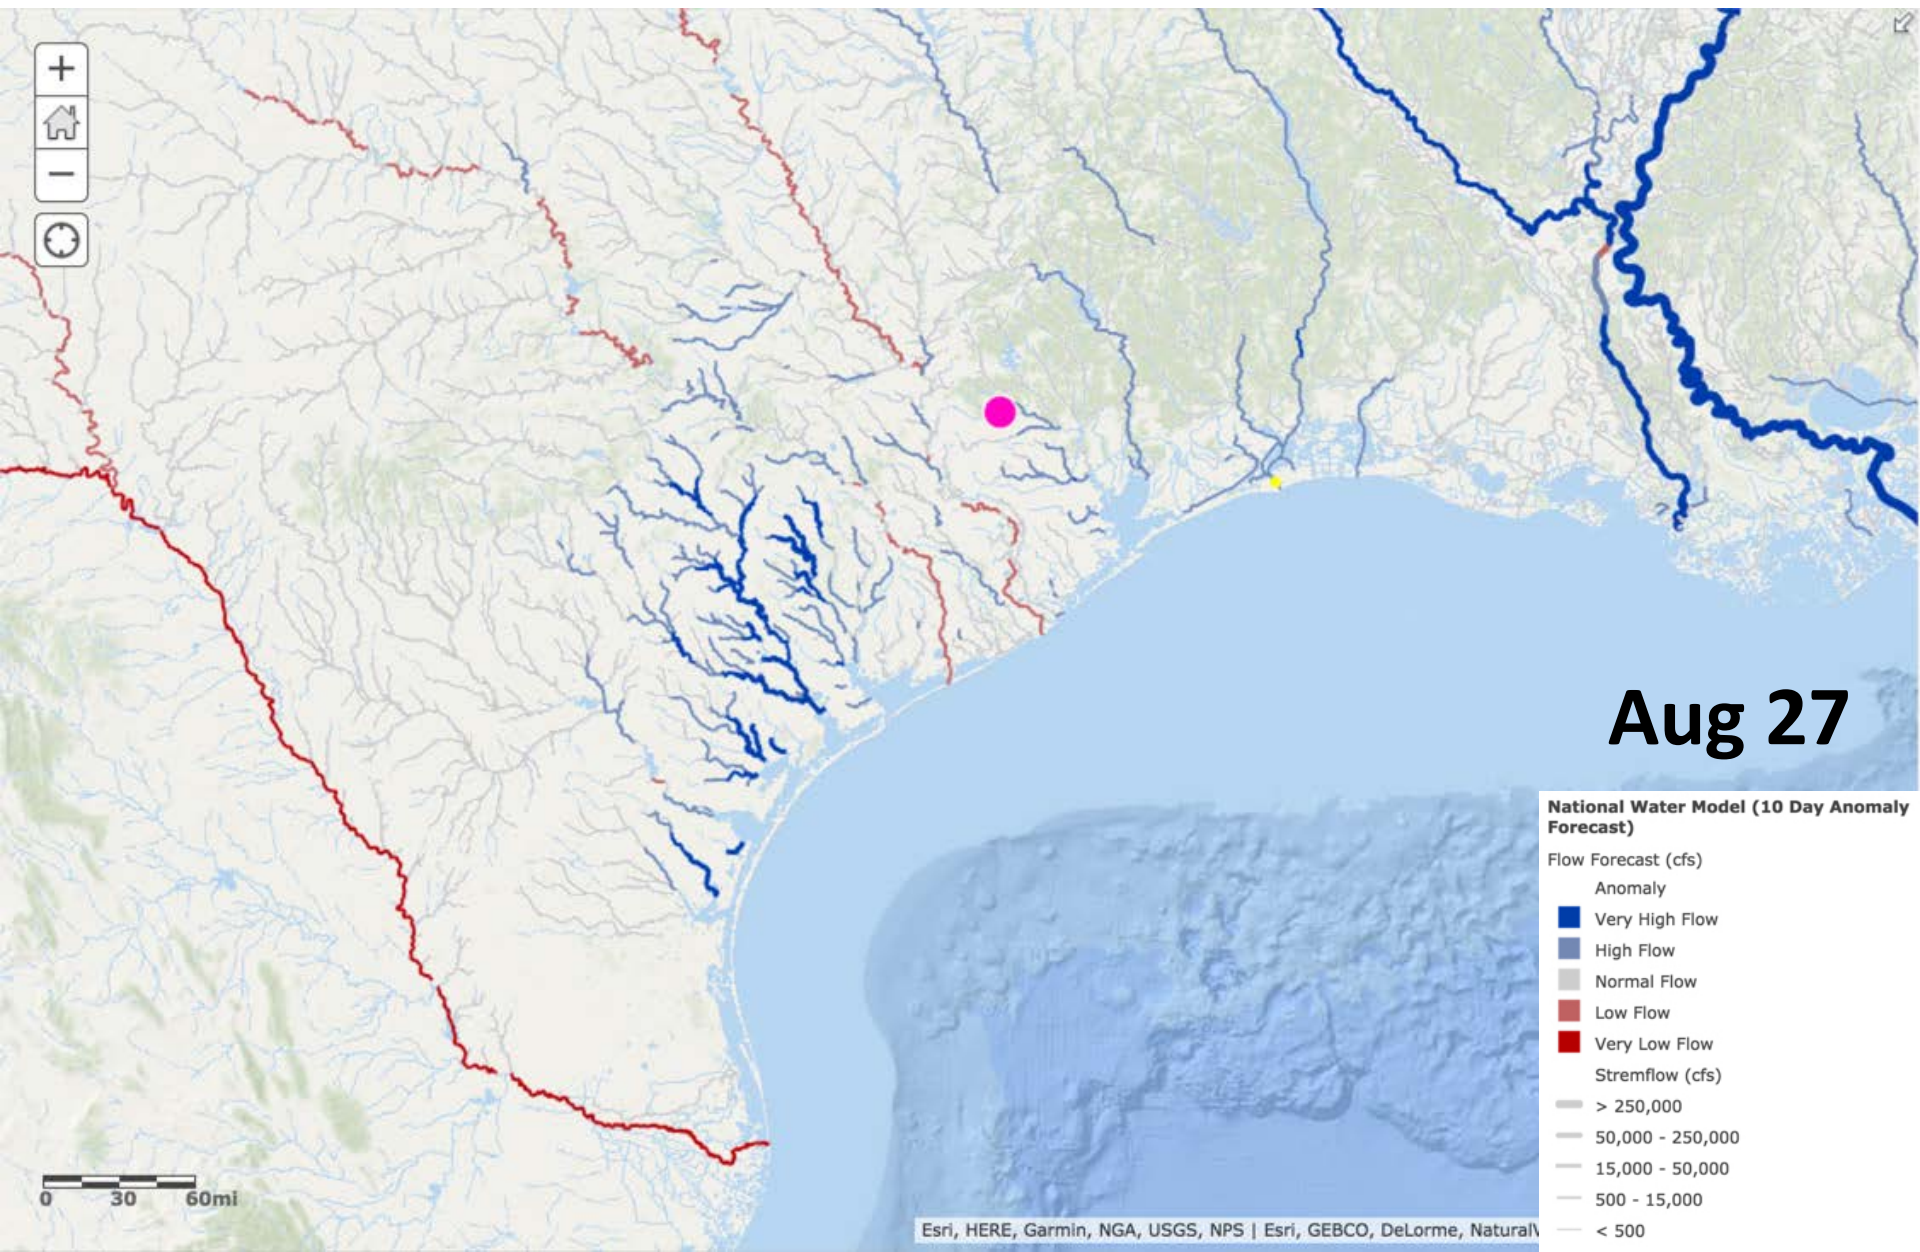 +
−
Aug 27
National Water Model (10 Day Anomaly
Forecast)
Flow Forecast (cfs)
Anomaly
Very High Flow
High Flow
Normal Flow
Low Flow
Very Low Flow
Stremflow (cfs)
> 250,000
50,000 - 250,000
15,000 - 50,000
500 - 15,000
< 500
0 30 60mi
Esri, HERE, Garmin, NGA, USGS, NPS | Esri, GEBCO, DeLorme, Natural